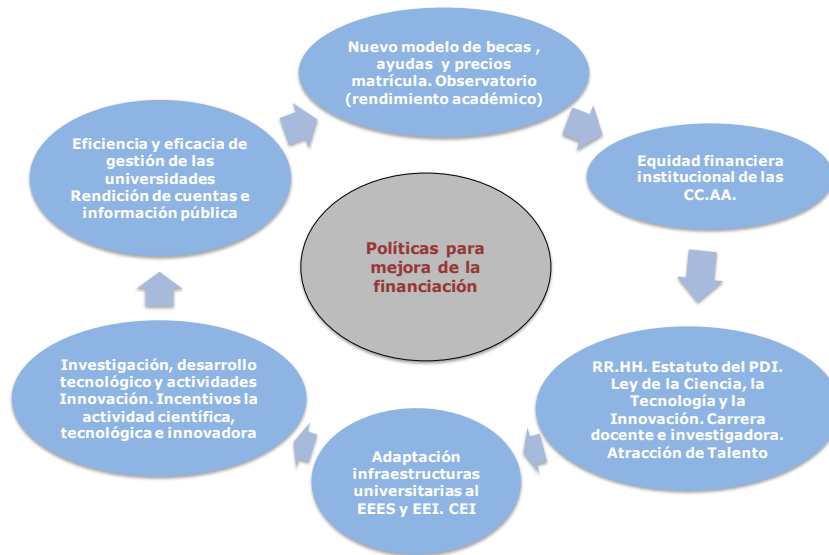 Nuevo modelo de becas ,
ayudas y precios
matrícula. Observatorio
(rendimiento académico)
Equidad financiera
institucional de las
CC.AA.
RR.HH. Estatuto del PDI.
Ley de la Ciencia, la
Tecnología y la
Innovación. Carrera
docente e investigadora.
Atracción de Talento
Adaptación
infraestructuras
universitarias al
EEES y EEI. CEI
Investigación, desarrollo
tecnológico y actividades
Innovación. Incentivos la
actividad científica,
tecnológica e innovadora
Eficiencia y eficacia de
gestión de las
universidades
Rendición de cuentas e
información pública
Políticas para
mejora de la
financiación